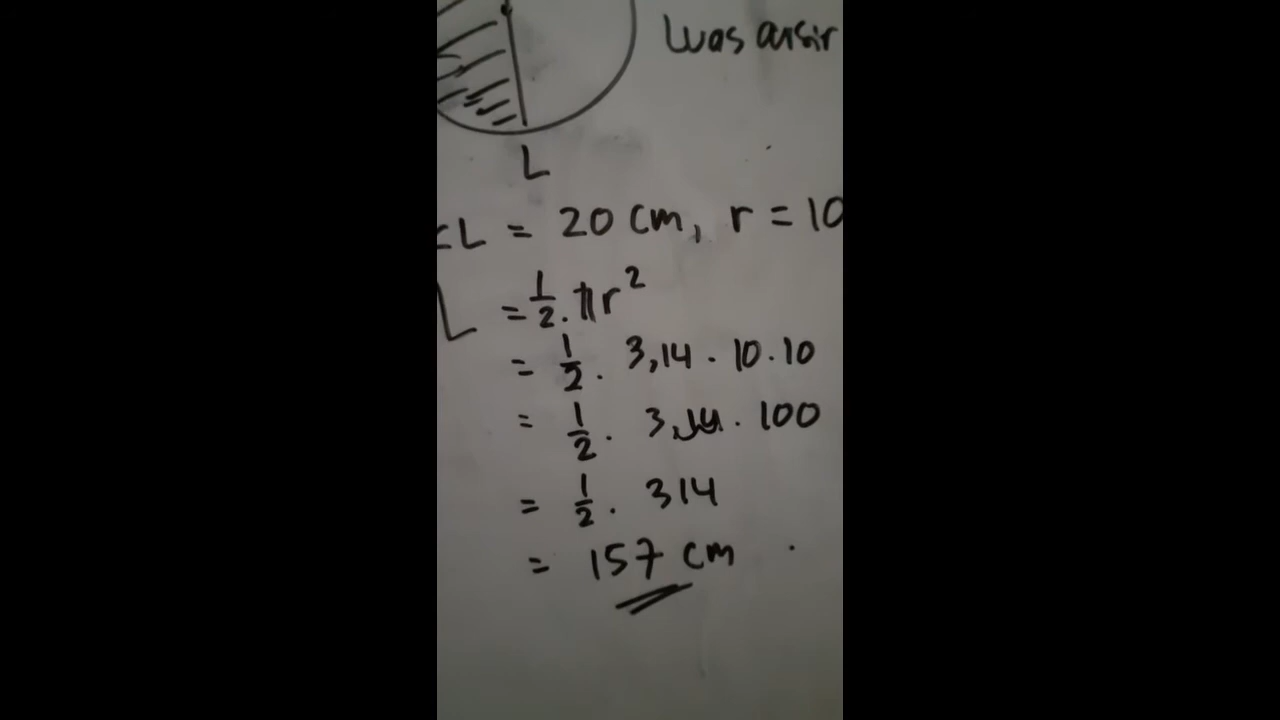 Luas arsir
L
L = 20 cm, r = 10
L = 1/2 . πr²
= 1/2 . 3,14 . 10 . 10
= 1/2 . 3,14 . 100
= 1/2 . 314
= 157 cm